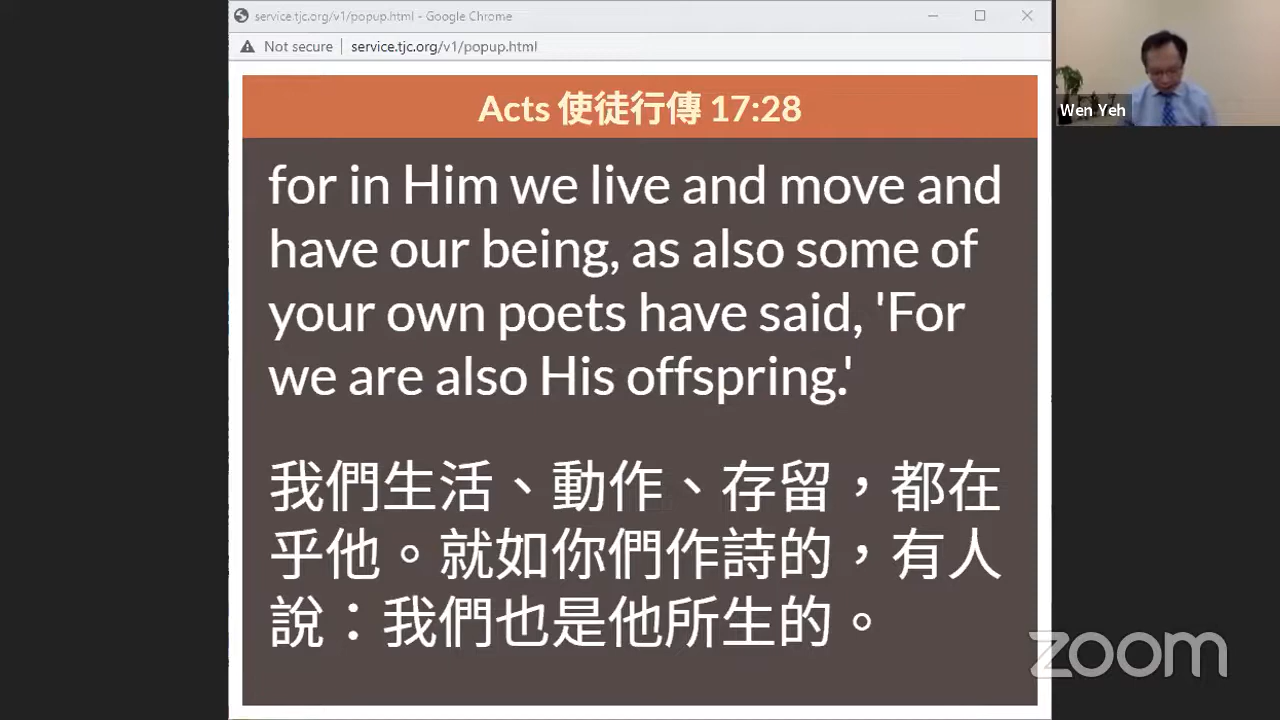 service.tjc.org/v1/popup.html - Google Chrome
Not secure | service.tjc.org/v1/popup.html
Acts 使徒行傳 17:28
for in Him we live and move and
have our being, as also some of
your own poets have said, 'For
we are also His offspring.'
我們生活、動作、存留，都在
乎他。就如你們作詩的，有人
說：我們也是他所生的。
Wen Yeh
zoom